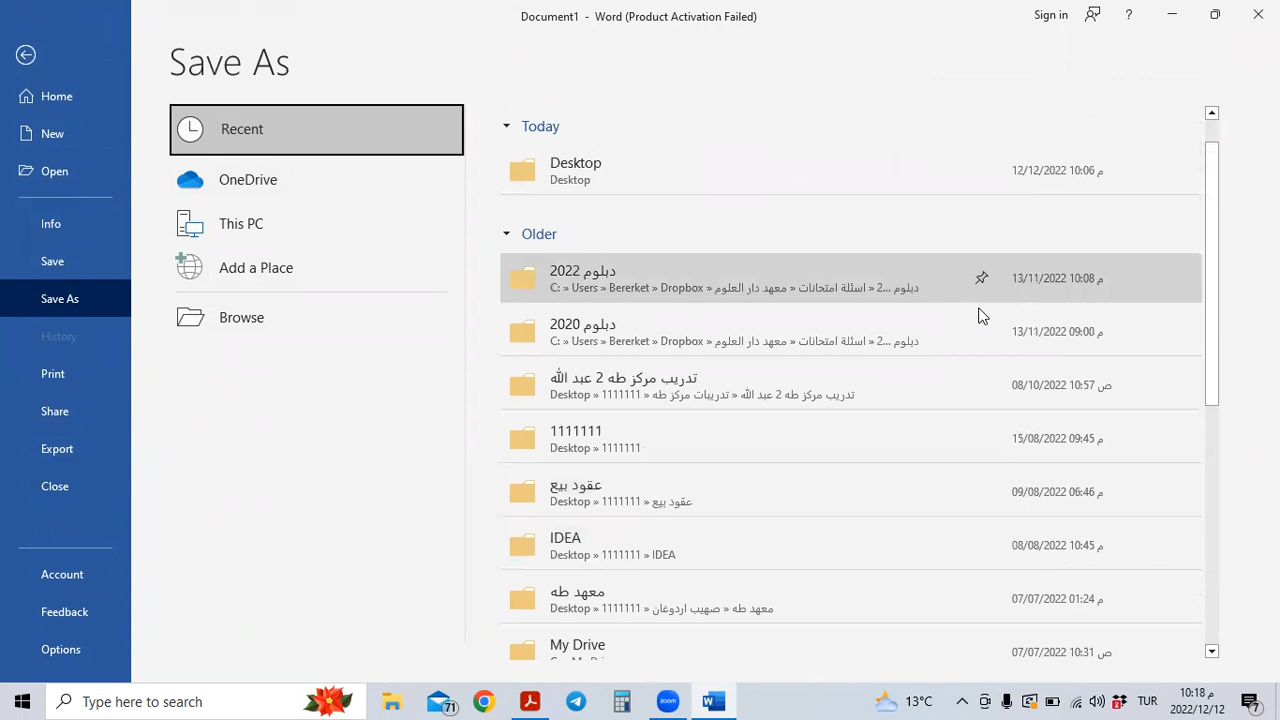 Document1 - Word (Product Activation Failed)
Sign in
?
Save As
Home
New
Open
Info
Save
Save As
History
Print
Share
Export
Close
Account
Feedback
Options
Recent
OneDrive
This PC
Add a Place
Browse
Today
Desktop
Desktop
12/12/2022 10:06 م
Older
دبلوم 2022
C: » Users » Bererket » Dropbox » دبلوم ...2 » اسئلة امتحانات » معهد دار العلوم
13/11/2022 10:08 م
دبلوم 2020
C: » Users » Bererket » Dropbox » دبلوم ...2 » اسئلة امتحانات » معهد دار العلوم
13/11/2022 09:00 م
تدريب مركز طه 2 عبد الله
Desktop » 1111111 » تدريب مركز طه 2 عبد الله » تدريبات مركز طه
08/10/2022 10:57 ص
1111111
Desktop » 1111111
15/08/2022 09:45 م
عقود بيع
Desktop » 1111111 » عقود بيع
09/08/2022 06:46 م
IDEA
Desktop » 1111111 » IDEA
08/08/2022 10:45 م
معهد طه
Desktop » 1111111 » معهد طه » صهيب اردوغان
07/07/2022 01:24 م
My Drive
07/07/2022 10:31 ص
Type here to search
71
zoom
13°C
TUR
10:18 م
2022/12/12
7